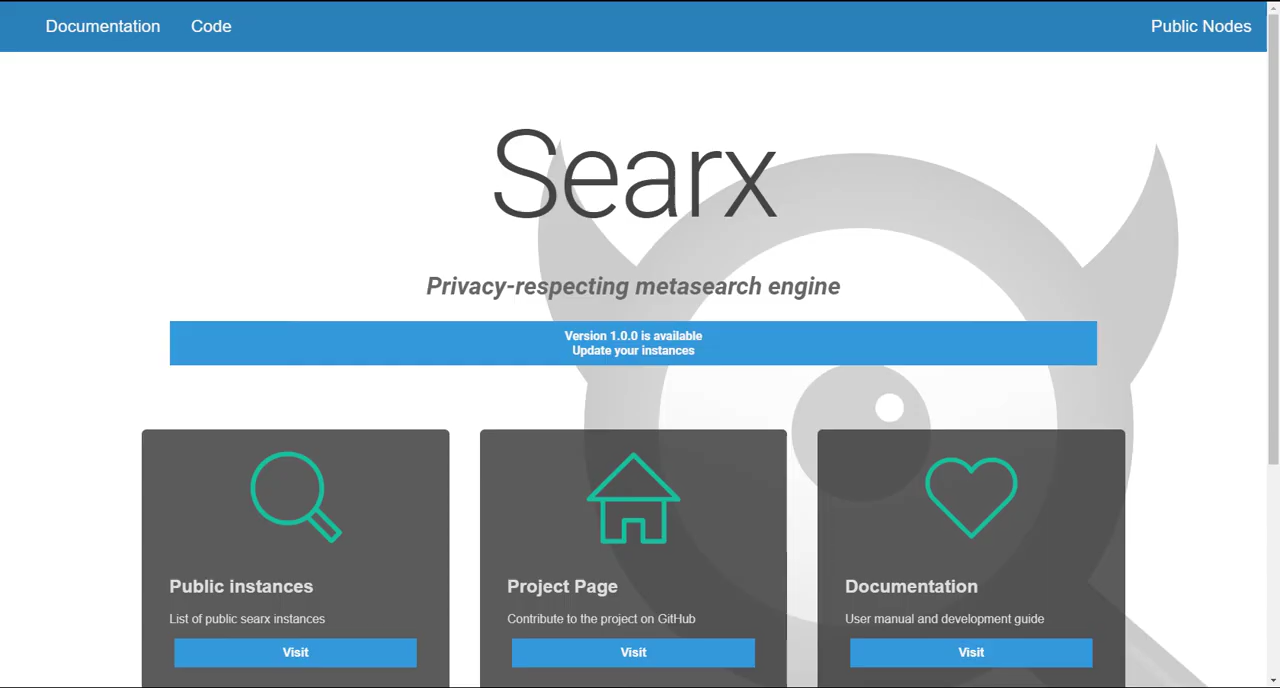 Documentation Code Public Nodes
Searx
Privacy-respecting metasearch engine
Version 1.0.0 is available
Update your instances
Public instances
List of public searx instances
Visit
Project Page
Contribute to the project on GitHub
Visit
Documentation
User manual and development guide
Visit